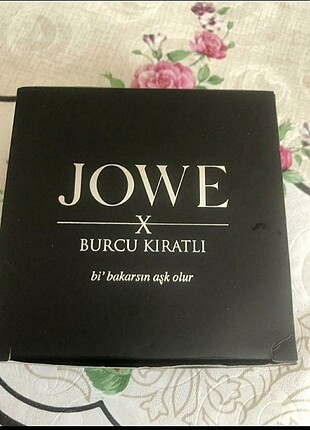 JOWE
X
BURCU KIRATLI
bi' bakarsın aşk olur